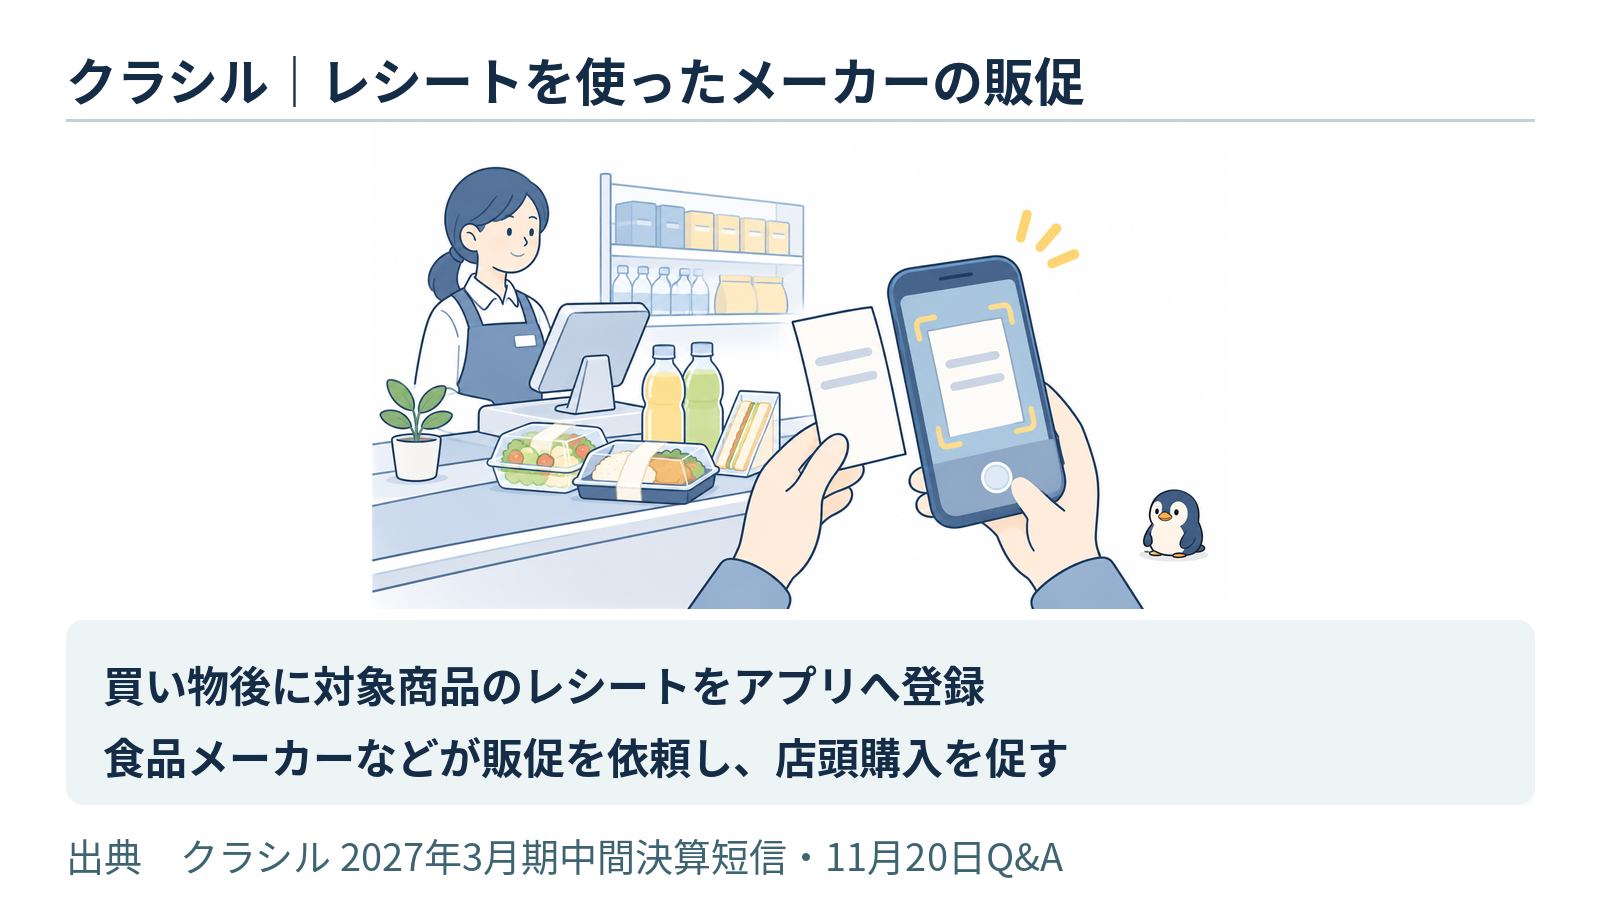 クラシル｜レシートを使ったメーカーの販促
買い物後に対象商品のレシートをアプリへ登録
食品メーカーなどが販促を依頼し、店頭購入を促す
出典　クラシル 2027年3月期中間決算短信・11月20日Q&A